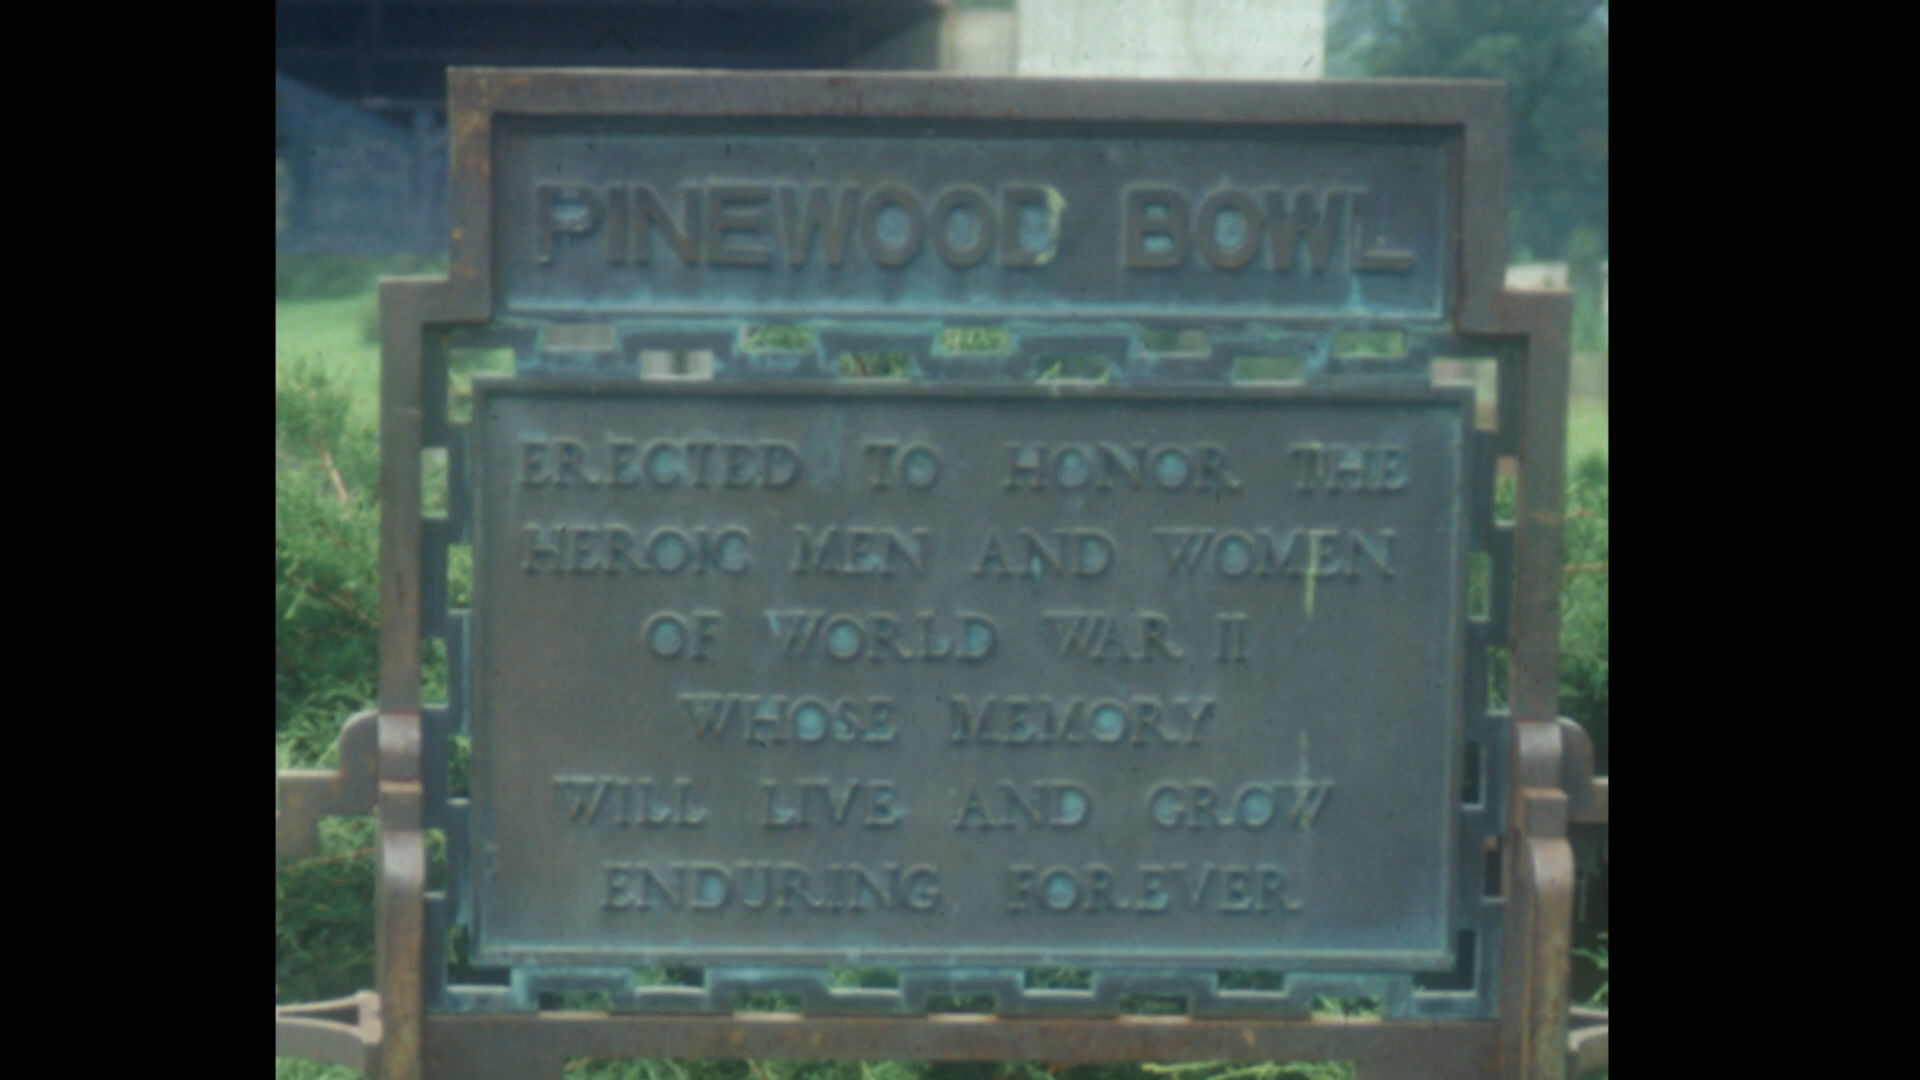 PINEWOOD BOWL
ERECTED TO HONOR THE
HEROIC MEN AND WOMEN
OF WORLD WAR II
WHOSE MEMORY
WILL LIVE AND GROW
ENDURING FOREVER